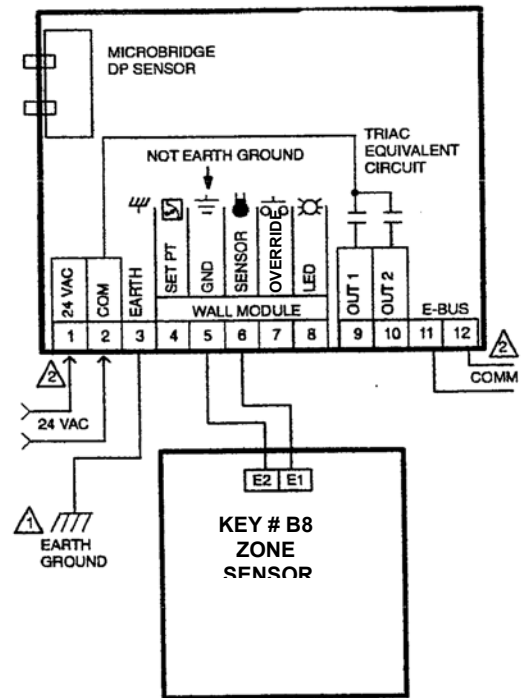 MICROBRIDGE
DP SENSOR
TRIAC
EQUIVALENT
CIRCUIT
NOT EARTH GROUND
24 VAC
COM
EARTH
SET PT
GND
SENSOR
OVERRIDE
LED
OUT 1
OUT 2
WALL MODULE
E-BUS
1 2 3 4 5 6 7 8 9 10 11 12
2
2
COMM
24 VAC
E2 E1
1
EARTH
GROUND
KEY # B8
ZONE
SENSOR